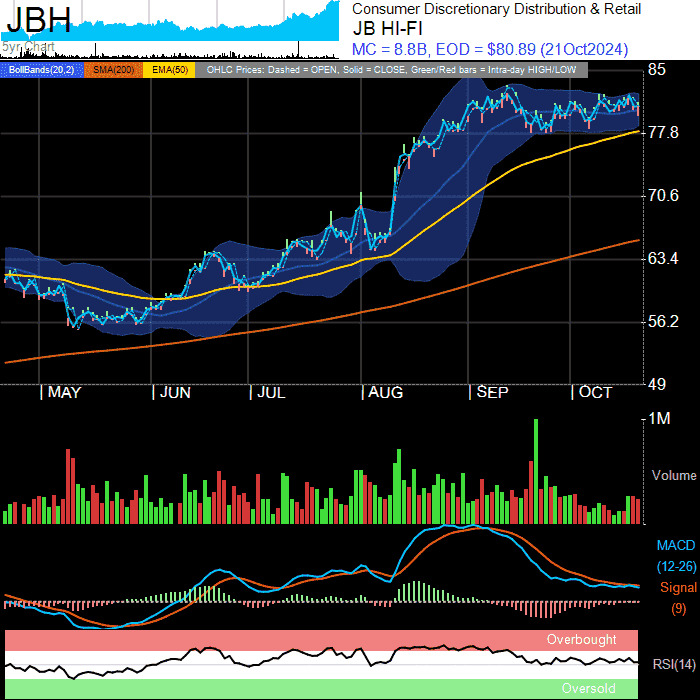 JBH
5yr Chart
Consumer Discretionary Distribution & Retail
JB HI-FI
MC = 8.8B, EOD = $80.89 (21Oct2024)
BollBands(20,2) SMA(200) EMA(50) OHLC Prices: Dashed = OPEN, Solid = CLOSE, Green/Red bars = Intra-day HIGH/LOW
85
77.8
70.6
63.4
56.2
49
MAY JUN JUL AUG SEP OCT
1M
Volume
MACD
(12-26)
Signal
(9)
Overbought
RSI(14)
Oversold